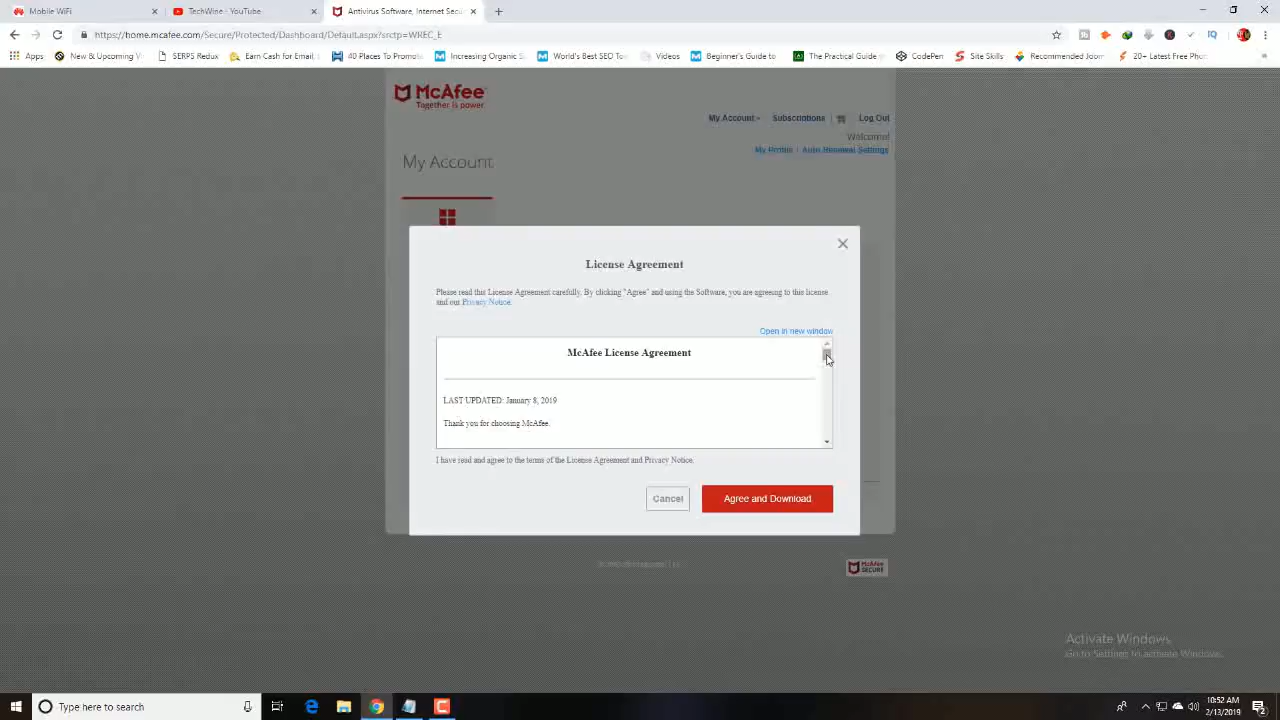 Mobile WiFi
TechWine - YouTube
Antivirus Software, Internet Secur
https://home.mcafee.com/Secure/Protected/Dashboard/Default.aspx?srctp=WREC_E
Apps
New & Upcoming V
SERPS Redux
Earn Cash for Email
40 Places To Promote
Increasing Organic S
World's Best SEO To
Videos
Beginner's Guide to
The Practical Guide
CodePen
Site Skills
Recommended Joom
20+ Latest Free Phot
McAfee
Together is power.
My Account
Subscriptions
Log Out
Welcome!
My Profile | Auto-Renewal Settings
My Account
License Agreement
Please read this License Agreement carefully. By clicking "Agree" and using the Software, you are agreeing to this license
and our Privacy Notice.
Open in new window
McAfee License Agreement
LAST UPDATED: January 8, 2019
Thank you for choosing McAfee.
I have read and agree to the terms of the License Agreement and Privacy Notice.
Cancel
Agree and Download
McAfee
SECURE
Activate Windows
Go to Settings to activate Windows.
Type here to search
10:52 AM
2/13/2019